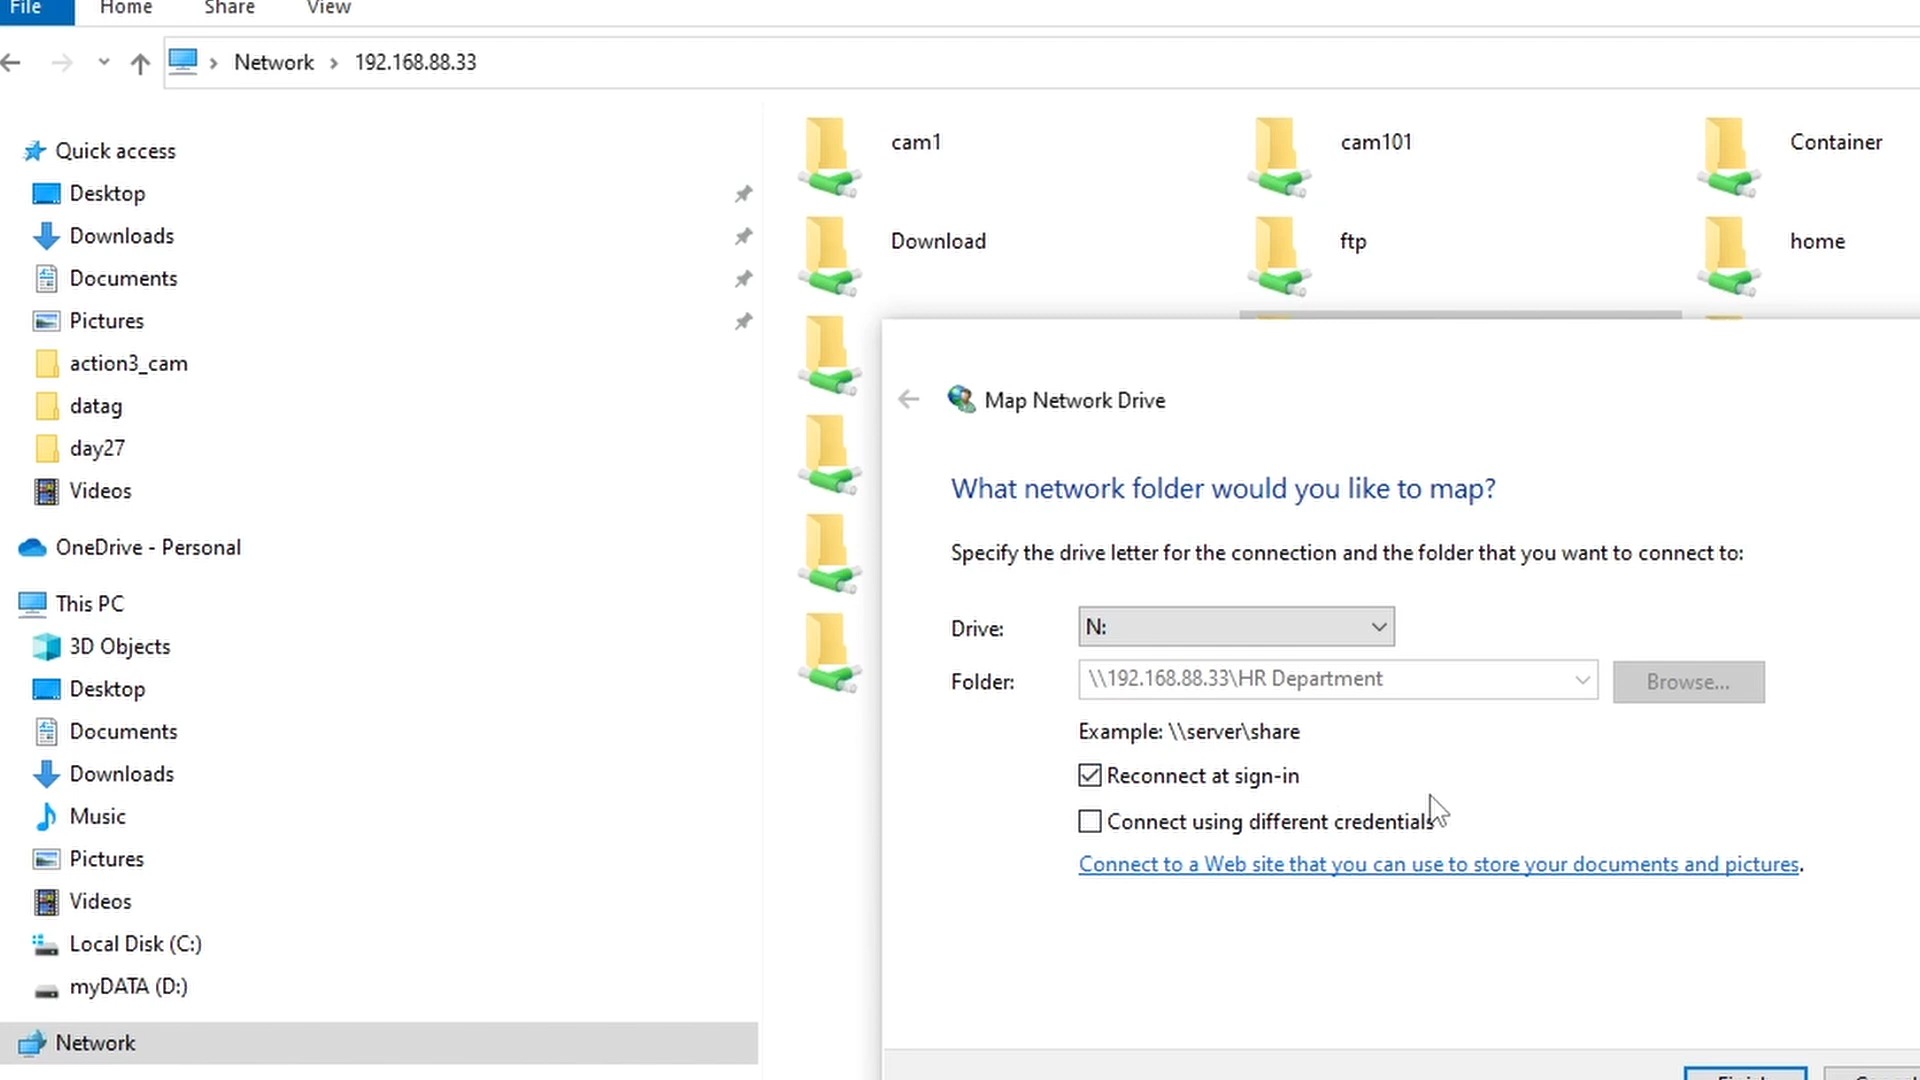 File Home Share View
Network 192.168.88.33
Quick access
Desktop
Downloads
Documents
Pictures
action3_cam
datag
day27
Videos
OneDrive - Personal
This PC
3D Objects
Desktop
Documents
Downloads
Music
Pictures
Videos
Local Disk (C:)
myDATA (D:)
Network
cam1 cam101 Container
Download ftp home
Map Network Drive
What network folder would you like to map?
Specify the drive letter for the connection and the folder that you want to connect to:
Drive: N:
Folder: \\192.168.88.33\HR Department Browse...
Example: \\server\share
Reconnect at sign-in
Connect using different credentials
Connect to a Web site that you can use to store your documents and pictures.